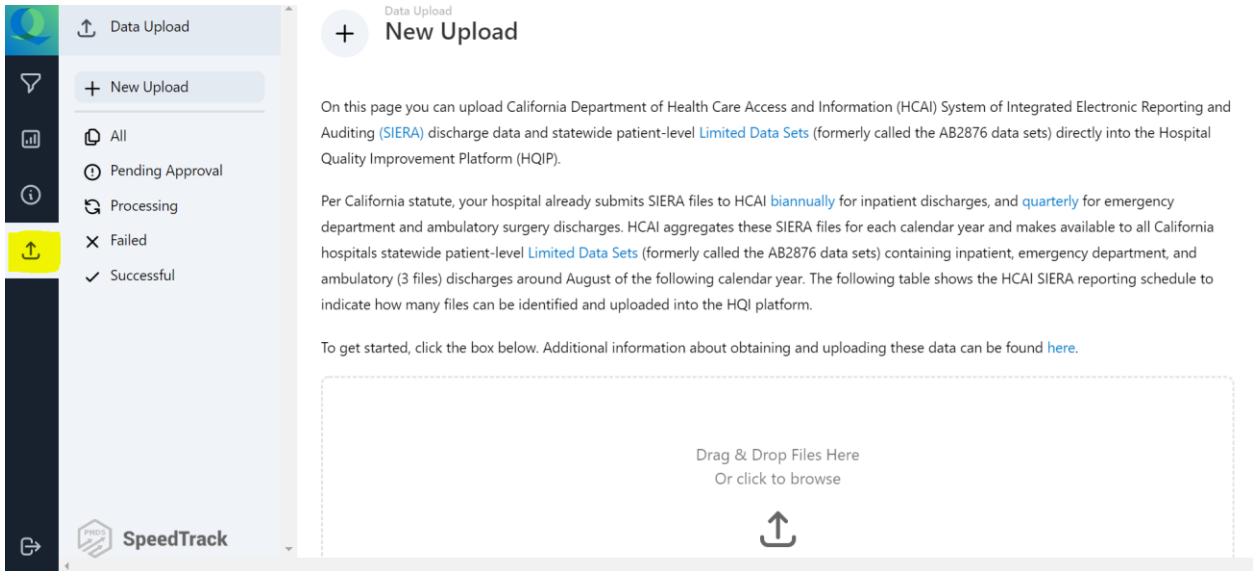 Data Upload
New Upload
All
Pending Approval
Processing
Failed
Successful
PMDS
SpeedTrack
Data Upload
New Upload
On this page you can upload California Department of Health Care Access and Information (HCAI) System of Integrated Electronic Reporting and
Auditing (SIERA) discharge data and statewide patient-level Limited Data Sets (formerly called the AB2876 data sets) directly into the Hospital
Quality Improvement Platform (HQIP).
Per California statute, your hospital already submits SIERA files to HCAI biannually for inpatient discharges, and quarterly for emergency
department and ambulatory surgery discharges. HCAI aggregates these SIERA files for each calendar year and makes available to all California
hospitals statewide patient-level Limited Data Sets (formerly called the AB2876 data sets) containing inpatient, emergency department, and
ambulatory (3 files) discharges around August of the following calendar year. The following table shows the HCAI SIERA reporting schedule to
indicate how many files can be identified and uploaded into the HQI platform.
To get started, click the box below. Additional information about obtaining and uploading these data can be found here.
Drag & Drop Files Here
Or click to browse